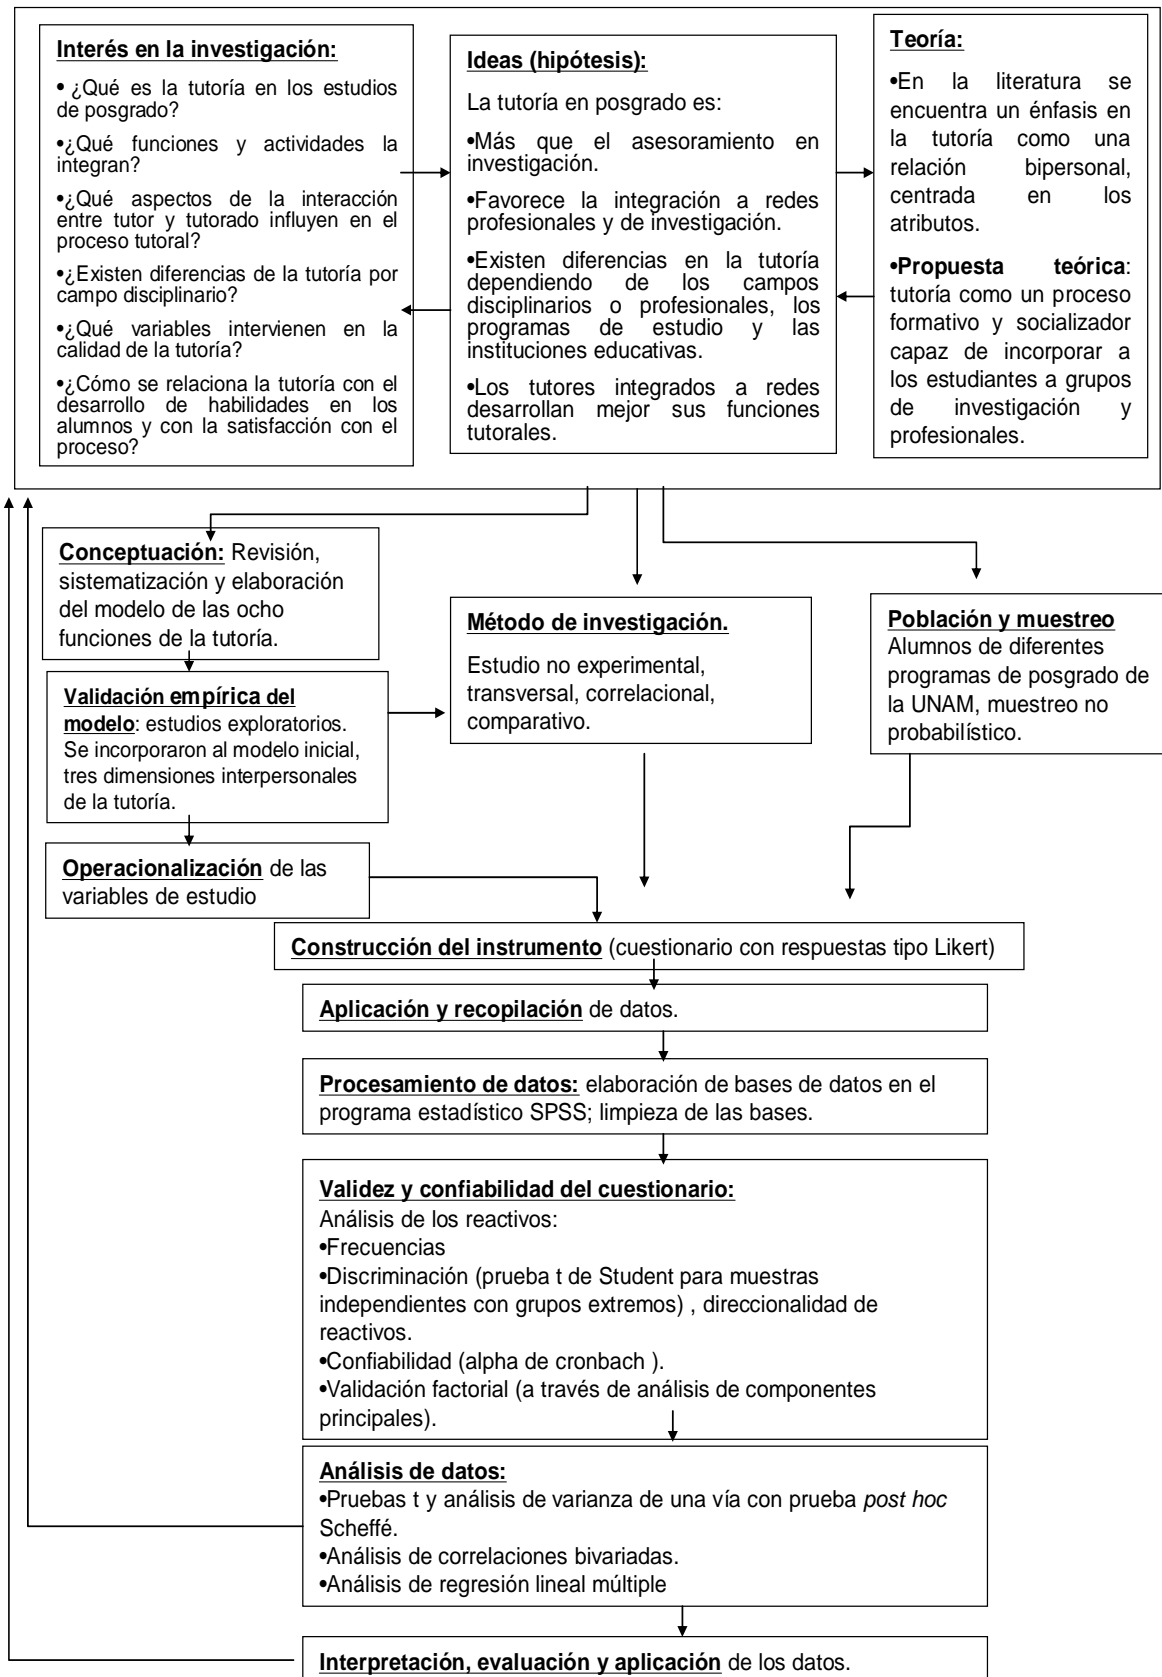 Interés en la investigación:
• ¿Qué es la tutoría en los estudios
de posgrado?
•¿Qué funciones y actividades la
integran?
•¿Qué aspectos de la interacción
entre tutor y tutorado influyen en el
proceso tutoral?
•¿Existen diferencias de la tutoría por
campo disciplinario?
•¿Qué variables intervienen en la
calidad de la tutoría?
•¿Cómo se relaciona la tutoría con el
desarrollo de habilidades en los
alumnos y con la satisfacción con el
proceso?
Ideas (hipótesis):
La tutoría en posgrado es:
•Más que el asesoramiento en
investigación.
•Favorece la integración a redes
profesionales y de investigación.
•Existen diferencias en la tutoría
dependiendo de los campos
disciplinarios o profesionales, los
programas de estudio y las
instituciones educativas.
•Los tutores integrados a redes
desarrollan mejor sus funciones
tutorales.
Teoría:
•En la literatura se
encuentra un énfasis en
la tutoría como una
relación bipersonal,
centrada en los
atributos.
•Propuesta teórica:
tutoría como un proceso
formativo y socializador
capaz de incorporar a
los estudiantes a grupos
de investigación y
profesionales.
Conceptuación: Revisión,
sistematización y elaboración
del modelo de las ocho
funciones de la tutoría.
Validación empírica del
modelo: estudios exploratorios.
Se incorporaron al modelo inicial,
tres dimensiones interpersonales
de la tutoría.
Operacionalización de las
variables de estudio
Método de investigación.
Estudio no experimental,
transversal, correlacional,
comparativo.
Población y muestreo
Alumnos de diferentes
programas de posgrado de
la UNAM, muestreo no
probabilístico.
Construcción del instrumento (cuestionario con respuestas tipo Likert)
Aplicación y recopilación de datos.
Procesamiento de datos: elaboración de bases de datos en el
programa estadístico SPSS; limpieza de las bases.
Validez y confiabilidad del cuestionario:
Análisis de los reactivos:
•Frecuencias
•Discriminación (prueba t de Student para muestras
independientes con grupos extremos) , direccionalidad de
reactivos.
•Confiabilidad (alpha de cronbach ).
•Validación factorial (a través de análisis de componentes
principales).
Análisis de datos:
•Pruebas t y análisis de varianza de una vía con prueba post hoc
Scheffé.
•Análisis de correlaciones bivariadas.
•Análisis de regresión lineal múltiple
Interpretación, evaluación y aplicación de los datos.